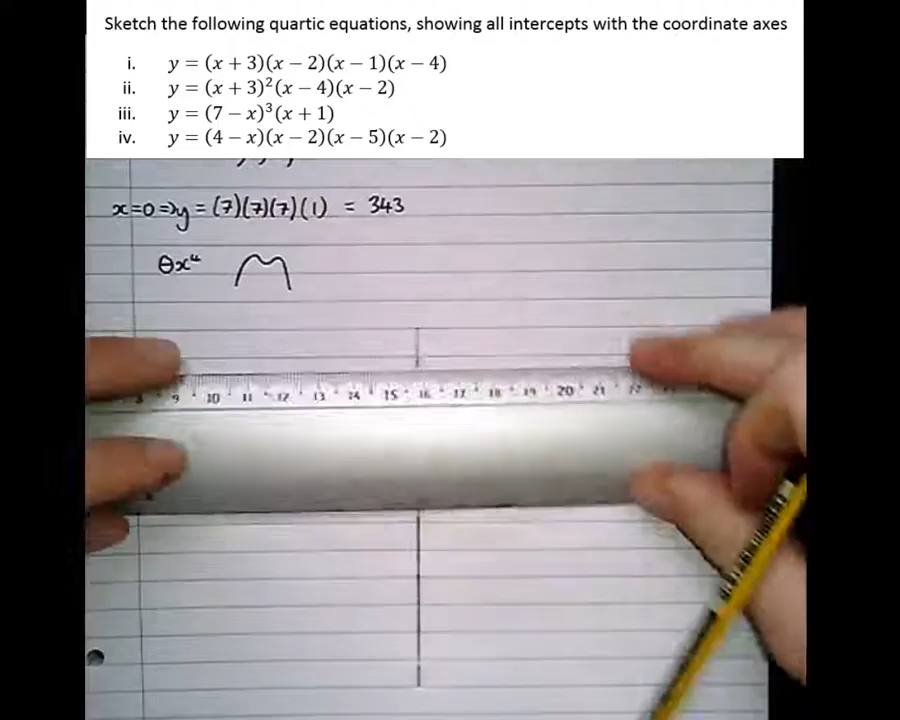 Sketch the following quartic equations, showing all intercepts with the coordinate axes
i. y = (x + 3)(x − 2)(x − 1)(x − 4)
ii. y = (x + 3)²(x − 4)(x − 2)
iii. y = (7 − x)³(x + 1)
iv. y = (4 − x)(x − 2)(x − 5)(x − 2)
x=0 ⇒ y = (7)(7)(7)(1) = 343
⊖x⁴
9 10 11 12 13 14 15 16 17 18 19 20 21 22